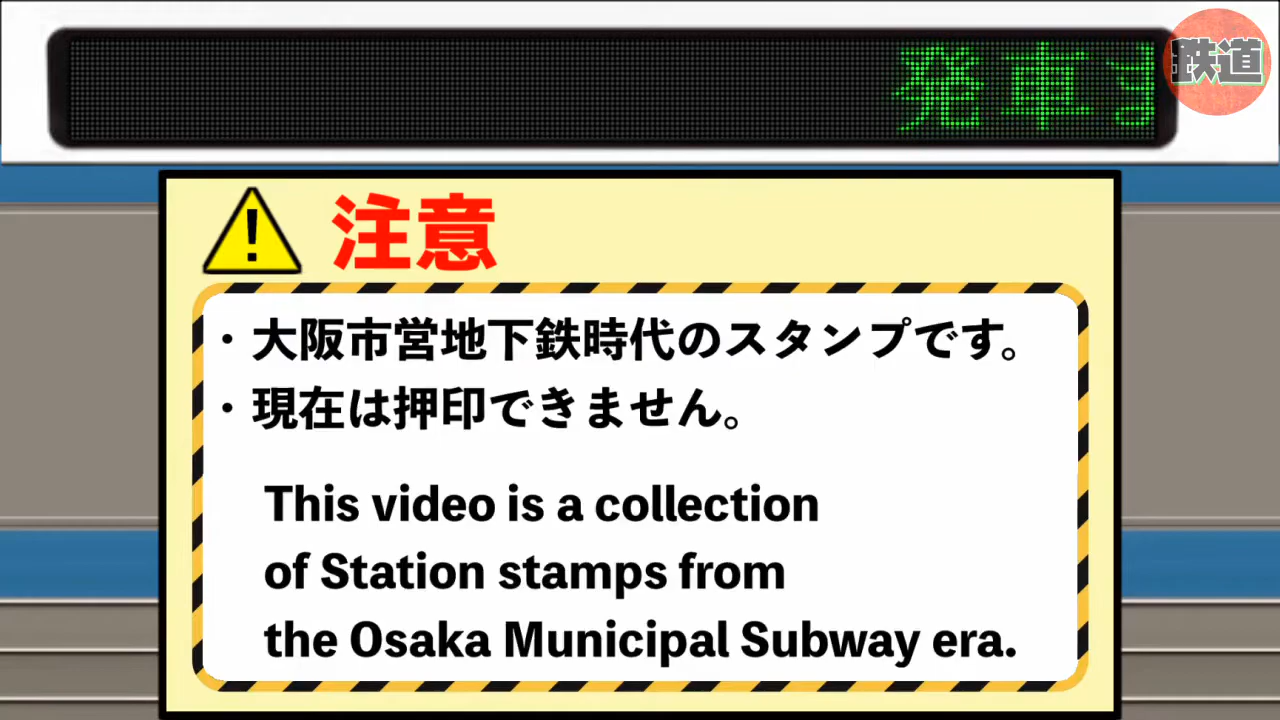 発車ま
鉄道
注意
・大阪市営地下鉄時代のスタンプです。
・現在は押印できません。
This video is a collection
of Station stamps from
the Osaka Municipal Subway era.